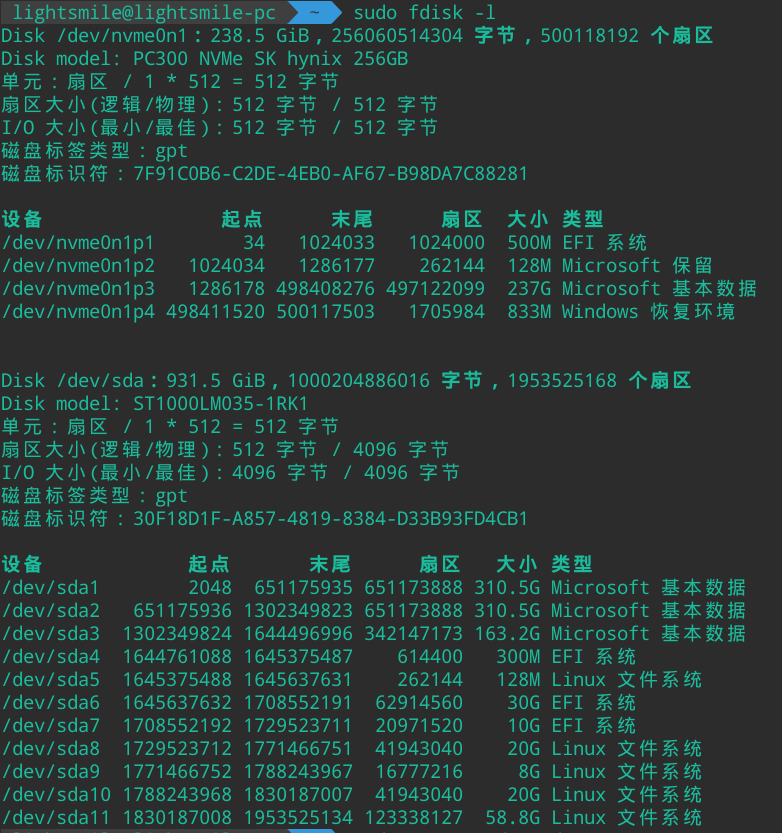 lightsmile@lightsmile-pc ~ sudo fdisk -l
Disk /dev/nvme0n1：238.5 GiB，256060514304 字节，500118192 个扇区
Disk model: PC300 NVMe SK hynix 256GB
单元：扇区 / 1 * 512 = 512 字节
扇区大小(逻辑/物理)：512 字节 / 512 字节
I/O 大小(最小/最佳)：512 字节 / 512 字节
磁盘标签类型：gpt
磁盘标识符：7F91C0B6-C2DE-4EB0-AF67-B98DA7C88281
设备 起点 末尾 扇区 大小 类型
/dev/nvme0n1p1 34 1024033 1024000 500M EFI 系统
/dev/nvme0n1p2 1024034 1286177 262144 128M Microsoft 保留
/dev/nvme0n1p3 1286178 498408276 497122099 237G Microsoft 基本数据
/dev/nvme0n1p4 498411520 500117503 1705984 833M Windows 恢复环境
Disk /dev/sda：931.5 GiB，1000204886016 字节，1953525168 个扇区
Disk model: ST1000LM035-1RK1
单元：扇区 / 1 * 512 = 512 字节
扇区大小(逻辑/物理)：512 字节 / 4096 字节
I/O 大小(最小/最佳)：4096 字节 / 4096 字节
磁盘标签类型：gpt
磁盘标识符：30F18D1F-A857-4819-8384-D33B93FD4CB1
设备 起点 末尾 扇区 大小 类型
/dev/sda1 2048 651175935 651173888 310.5G Microsoft 基本数据
/dev/sda2 651175936 1302349823 651173888 310.5G Microsoft 基本数据
/dev/sda3 1302349824 1644496996 342147173 163.2G Microsoft 基本数据
/dev/sda4 1644761088 1645375487 614400 300M EFI 系统
/dev/sda5 1645375488 1645637631 262144 128M Linux 文件系统
/dev/sda6 1645637632 1708552191 62914560 30G EFI 系统
/dev/sda7 1708552192 1729523711 20971520 10G EFI 系统
/dev/sda8 1729523712 1771466751 41943040 20G Linux 文件系统
/dev/sda9 1771466752 1788243967 16777216 8G Linux 文件系统
/dev/sda10 1788243968 1830187007 41943040 20G Linux 文件系统
/dev/sda11 1830187008 1953525134 123338127 58.8G Linux 文件系统